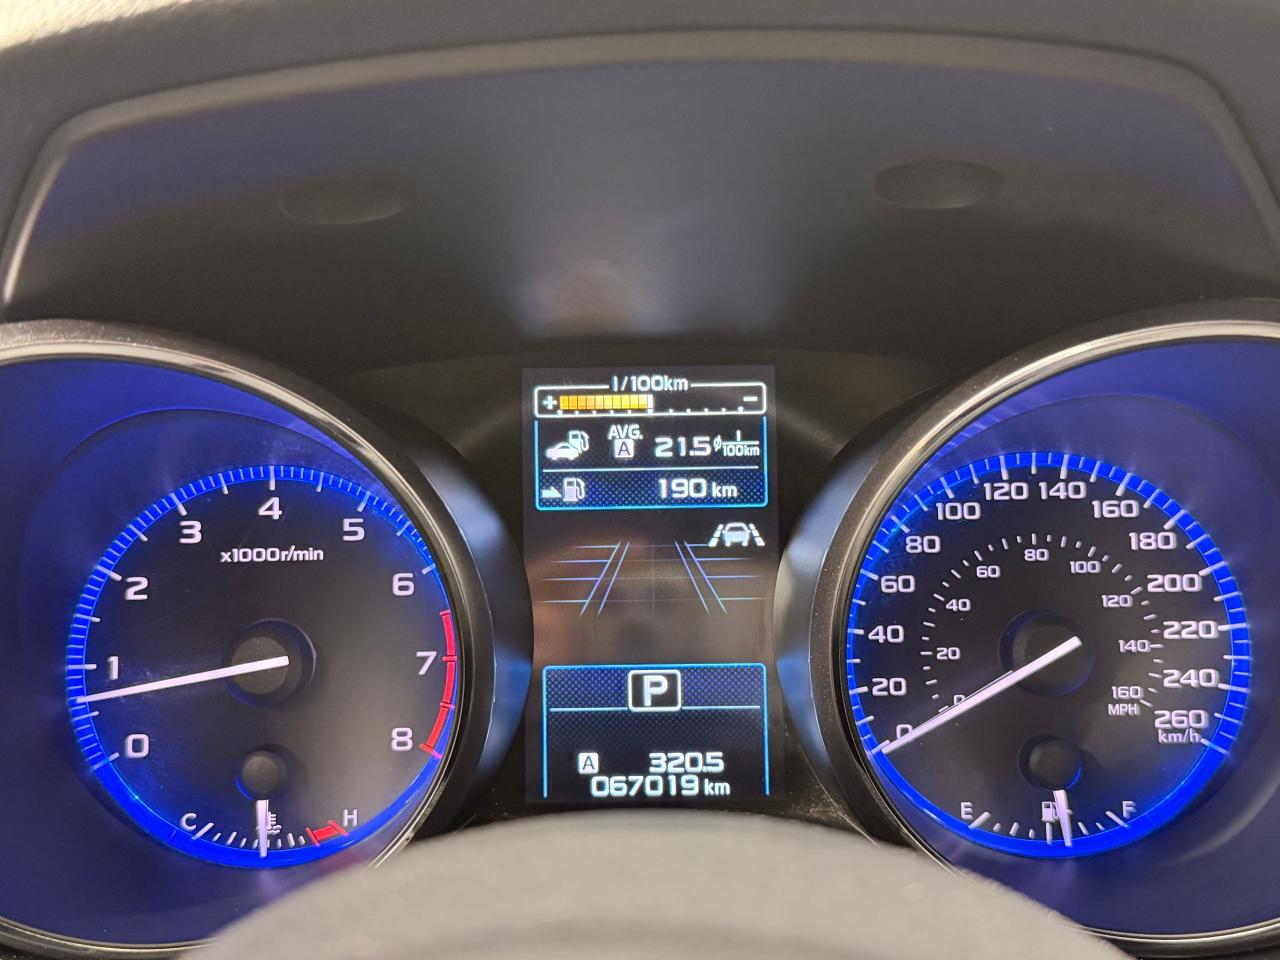 l/100km
+ −
AVG.
A 21.5 ø l/100km
190 km
P
A 320.5
067019 km
0 1 2 3 4 5 6 7 8
x1000r/min
C H
0 20 40 60 80 100 120 140 160 180 200 220 240 260
km/h
0 20 40 60 80 100 120 140 160
MPH
E F